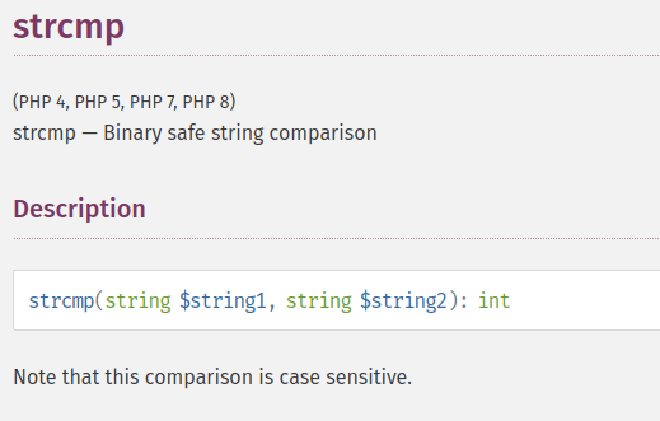 strcmp
(PHP 4, PHP 5, PHP 7, PHP 8)
strcmp — Binary safe string comparison
Description
strcmp(string $string1, string $string2): int
Note that this comparison is case sensitive.